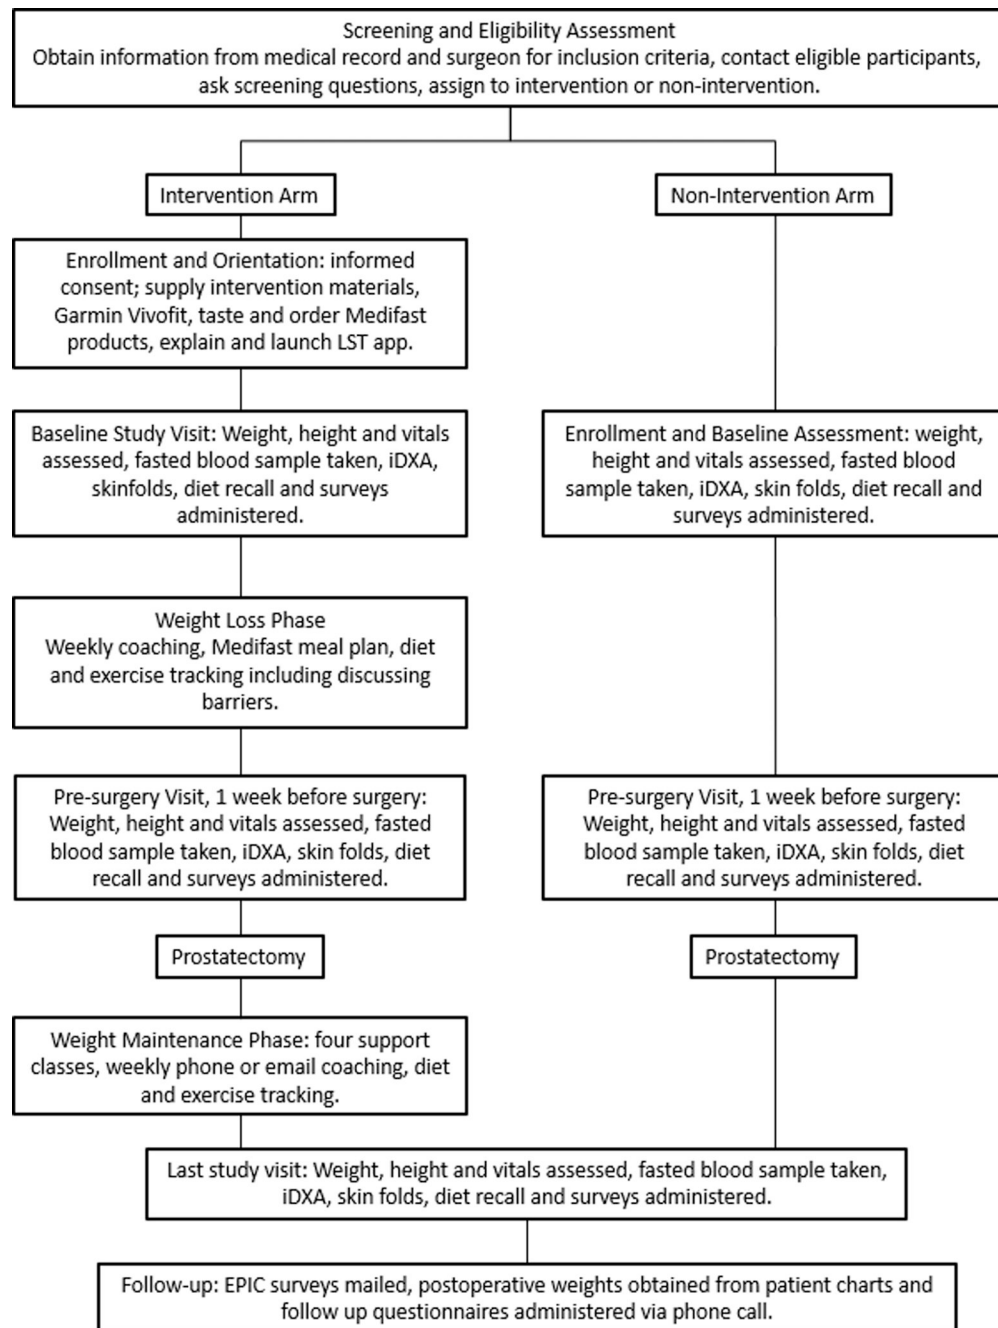 Screening and Eligibility Assessment
Obtain information from medical record and surgeon for inclusion criteria, contact eligible participants,
ask screening questions, assign to intervention or non-intervention.
Intervention Arm
Non-Intervention Arm
Enrollment and Orientation: informed
consent; supply intervention materials,
Garmin Vivofit, taste and order Medifast
products, explain and launch LST app.
Baseline Study Visit: Weight, height and vitals
assessed, fasted blood sample taken, iDXA,
skinfolds, diet recall and surveys
administered.
Enrollment and Baseline Assessment: weight,
height and vitals assessed, fasted blood
sample taken, iDXA, skin folds, diet recall and
surveys administered.
Weight Loss Phase
Weekly coaching, Medifast meal plan, diet
and exercise tracking including discussing
barriers.
Pre-surgery Visit, 1 week before surgery:
Weight, height and vitals assessed, fasted
blood sample taken, iDXA, skin folds, diet
recall and surveys administered.
Pre-surgery Visit, 1 week before surgery:
Weight, height and vitals assessed, fasted
blood sample taken, iDXA, skin folds, diet
recall and surveys administered.
Prostatectomy
Prostatectomy
Weight Maintenance Phase: four support
classes, weekly phone or email coaching, diet
and exercise tracking.
Last study visit: Weight, height and vitals assessed, fasted blood sample taken,
iDXA, skin folds, diet recall and surveys administered.
Follow-up: EPIC surveys mailed, postoperative weights obtained from patient charts and
follow up questionnaires administered via phone call.